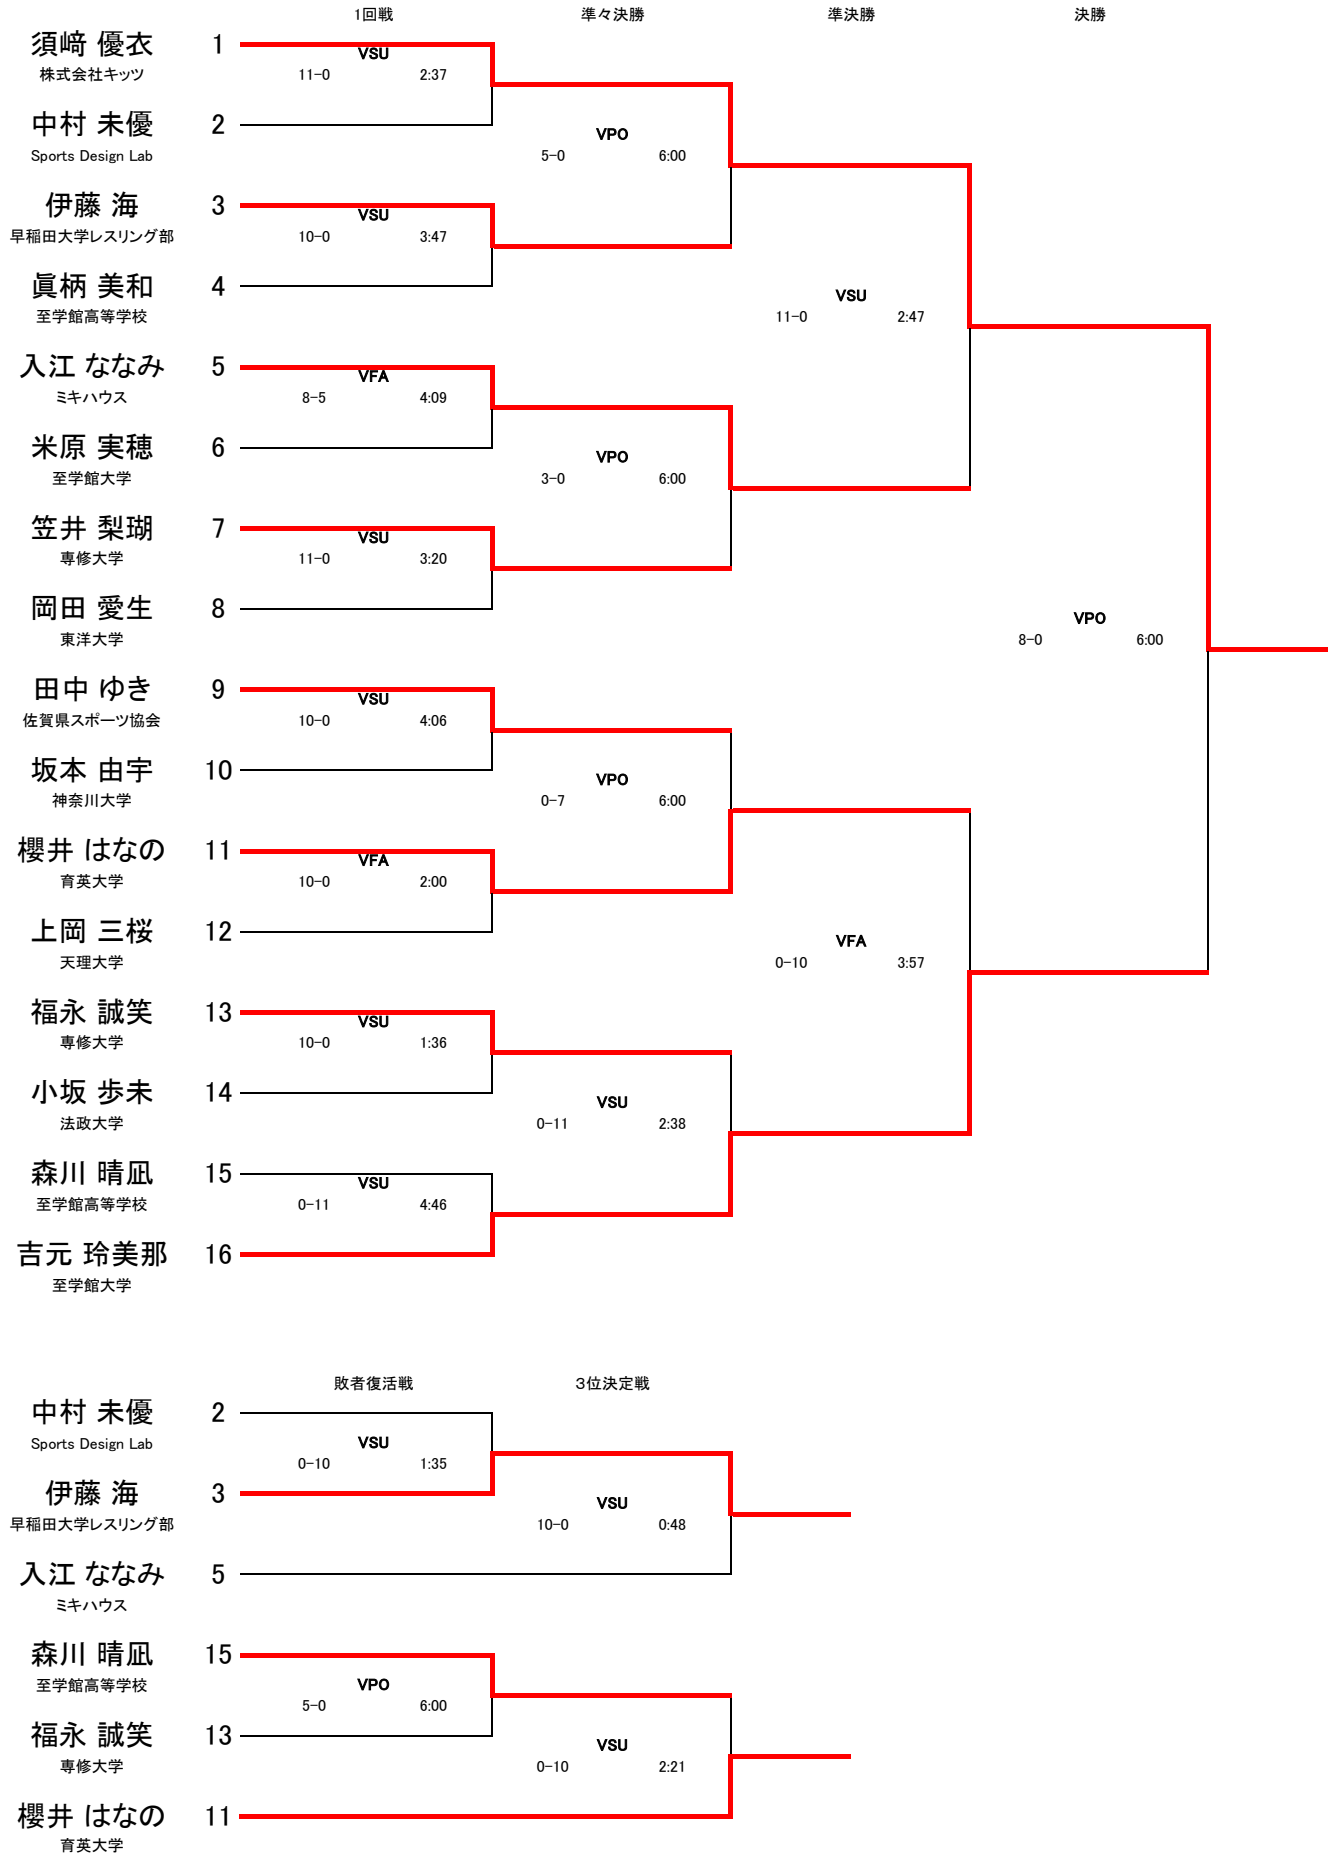 1回戦 準々決勝 準決勝 決勝
須﨑 優衣 1
VSU
株式会社キッツ 11-0 2:37
中村 未優 2
VPO
Sports Design Lab 5-0 6:00
伊藤 海 3
VSU
早稲田大学レスリング部 10-0 3:47
眞柄 美和 4
VSU
至学館高等学校 11-0 2:47
入江 ななみ 5
VFA
ミキハウス 8-5 4:09
米原 実穂 6
VPO
至学館大学 3-0 6:00
笠井 梨瑚 7
VSU
専修大学 11-0 3:20
岡田 愛生 8
VPO
東洋大学 8-0 6:00
田中 ゆき 9
VSU
佐賀県スポーツ協会 10-0 4:06
坂本 由宇 10
VPO
神奈川大学 0-7 6:00
櫻井 はなの 11
VFA
育英大学 10-0 2:00
上岡 三桜 12
VFA
天理大学 0-10 3:57
福永 誠笑 13
VSU
専修大学 10-0 1:36
小坂 歩未 14
VSU
法政大学 0-11 2:38
森川 晴凪 15
VSU
至学館高等学校 0-11 4:46
吉元 玲美那 16
至学館大学
敗者復活戦 3位決定戦
中村 未優 2
VSU
Sports Design Lab 0-10 1:35
伊藤 海 3
VSU
早稲田大学レスリング部 10-0 0:48
入江 ななみ 5
ミキハウス
森川 晴凪 15
VPO
至学館高等学校 5-0 6:00
福永 誠笑 13
VSU
専修大学 0-10 2:21
櫻井 はなの 11
育英大学